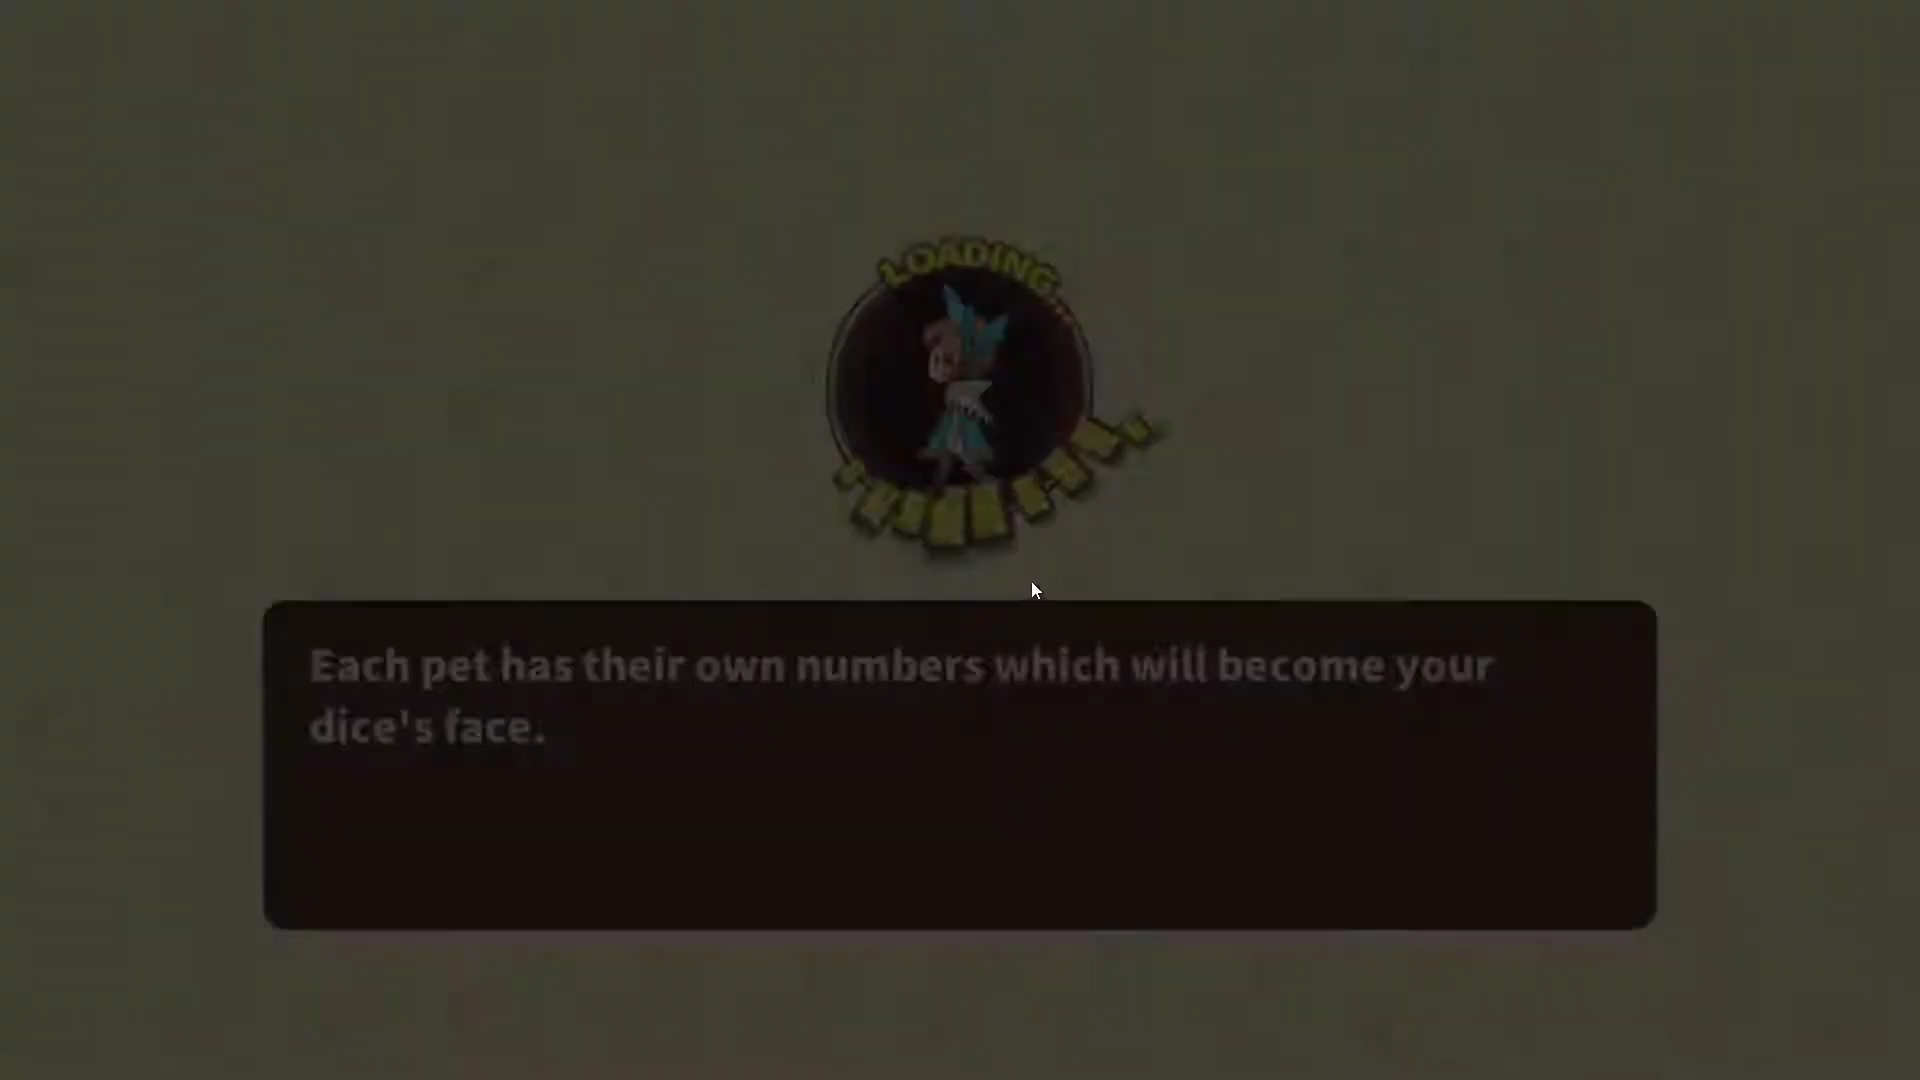 LOADING...
Each pet has their own numbers which will become your
dice's face.